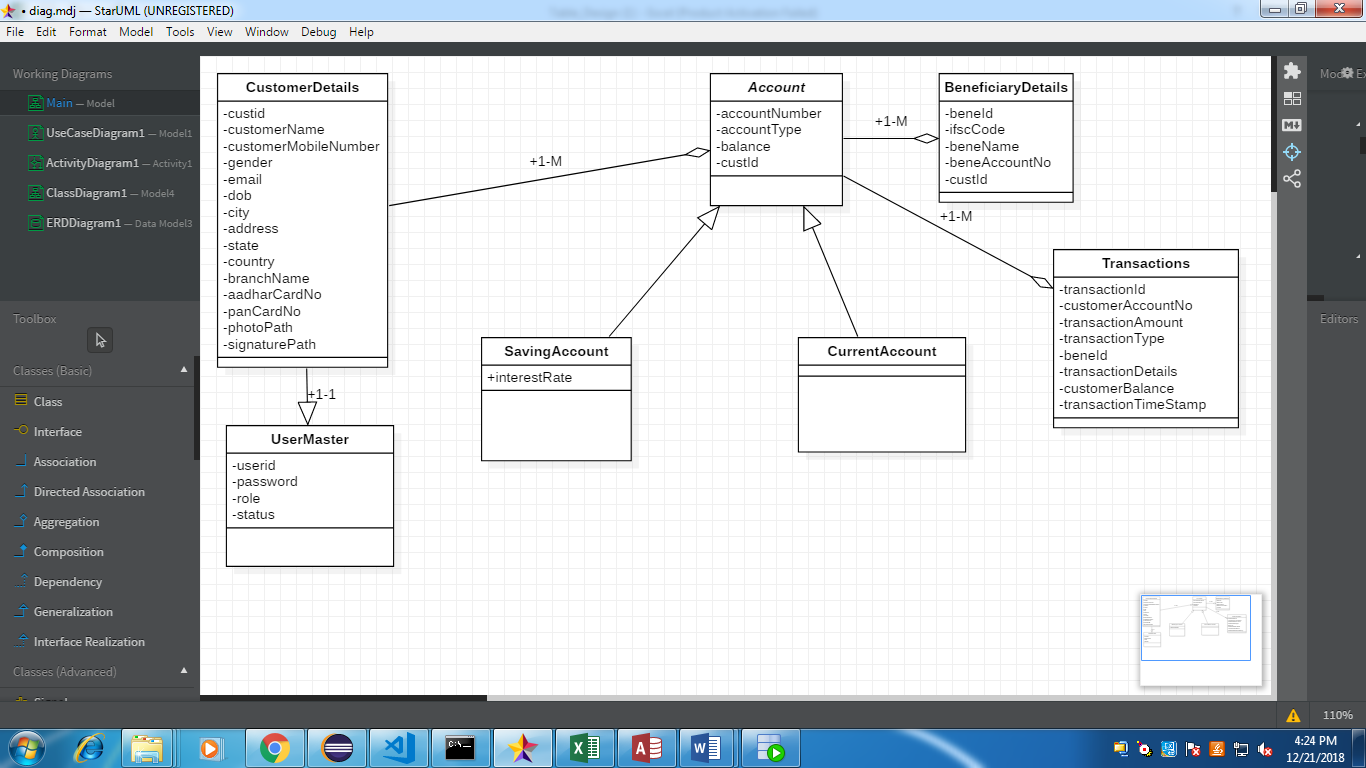 • diag.mdj — StarUML (UNREGISTERED)
File Edit Format Model Tools View Window Debug Help
Working Diagrams
Main — Model
UseCaseDiagram1 — Model1
ActivityDiagram1 — Activity1
ClassDiagram1 — Model4
ERDDiagram1 — Data Model3
Toolbox
Classes (Basic)
Class
Interface
Association
Directed Association
Aggregation
Composition
Dependency
Generalization
Interface Realization
Classes (Advanced)
CustomerDetails
-custid
-customerName
-customerMobileNumber
-gender
-email
-dob
-city
-address
-state
-country
-branchName
-aadharCardNo
-panCardNo
-photoPath
-signaturePath
+1-1
UserMaster
-userid
-password
-role
-status
+1-M
Account
-accountNumber
-accountType
-balance
-custId
SavingAccount
+interestRate
CurrentAccount
+1-M
BeneficiaryDetails
-beneId
-ifscCode
-beneName
-beneAccountNo
-custId
+1-M
Transactions
-transactionId
-customerAccountNo
-transactionAmount
-transactionType
-beneId
-transactionDetails
-customerBalance
-transactionTimeStamp
Editors
110%
4:24 PM
12/21/2018